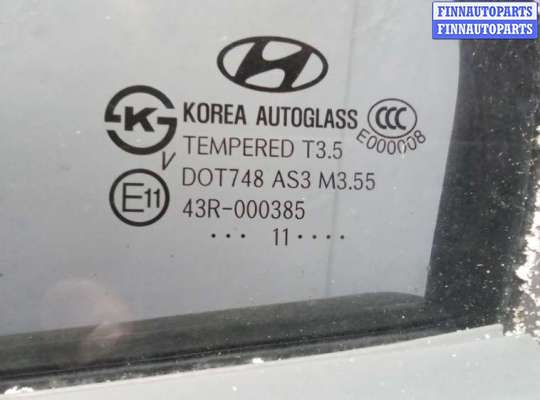 FINNAUTOPARTS
FINNAUTOPARTS
K
KOREA AUTOGLASS
CCC
E000008
TEMPERED T3.5
V
DOT748 AS3 M3.55
E11
43R-000385
••• 11 ••••